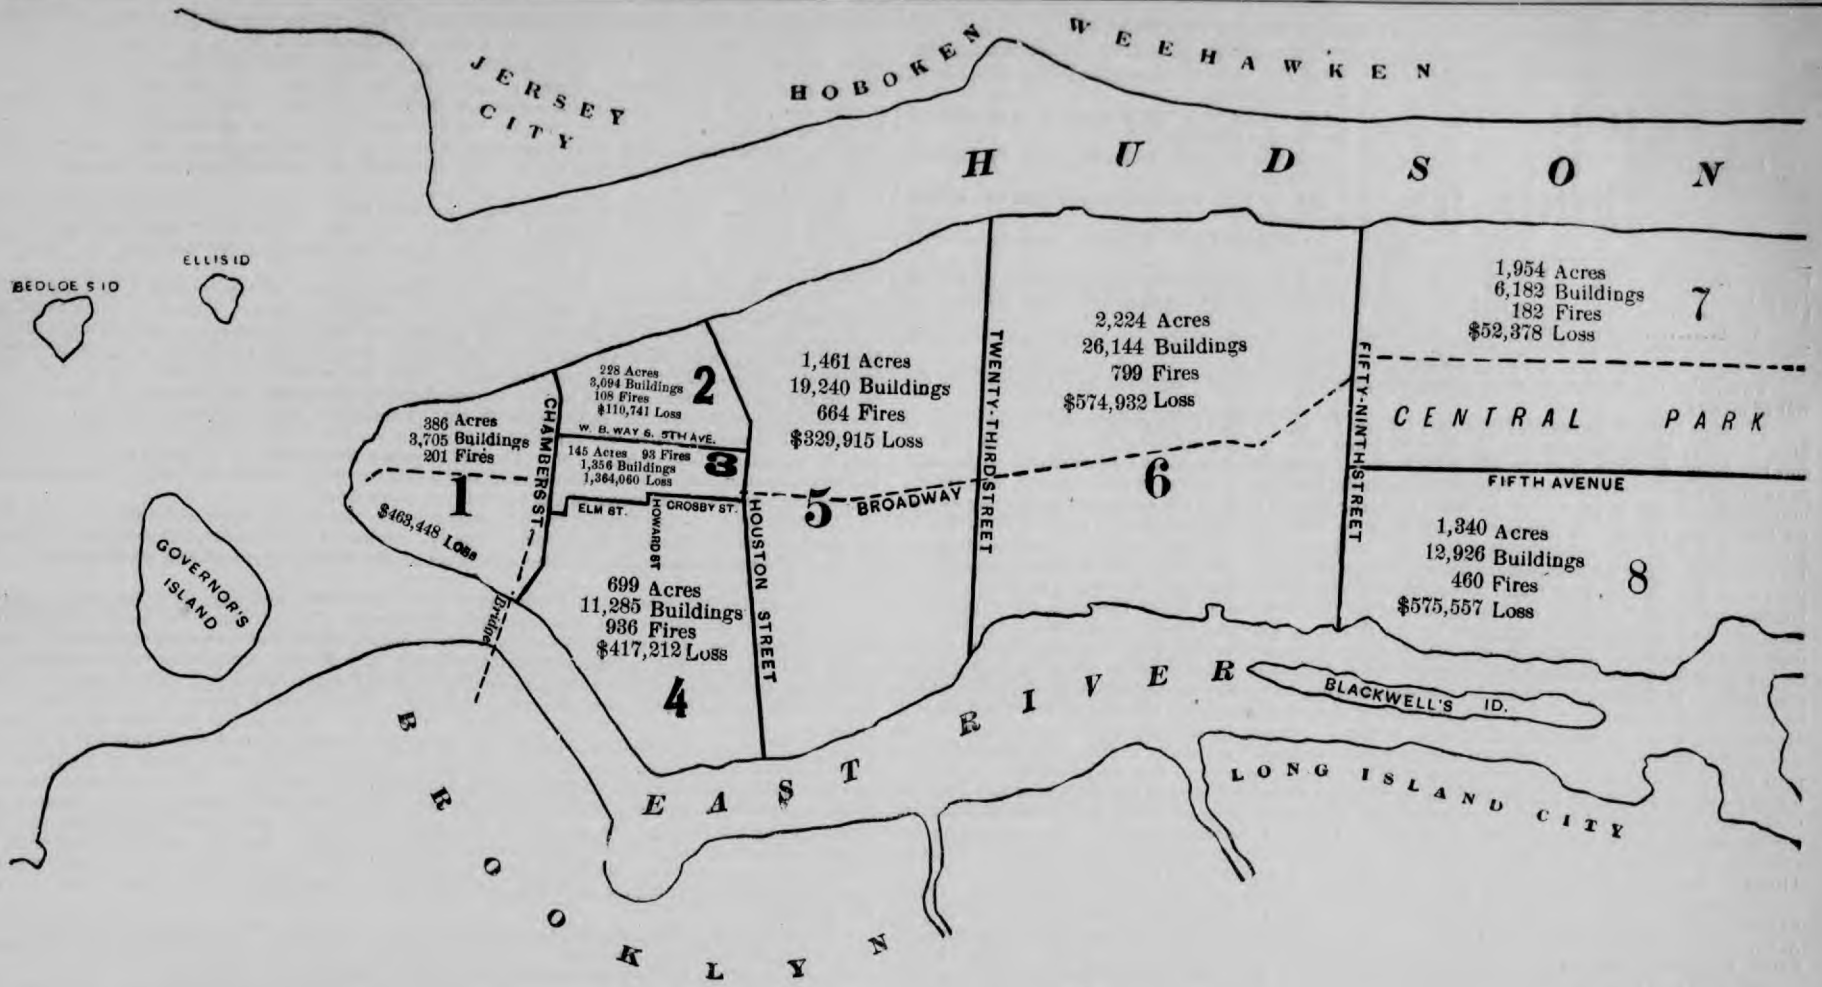 JERSEY
CITY
HOBOKEN
WEEHAWKEN
HUDSON
BEDLOE S ID
ELLIS ID
GOVERNOR'S
ISLAND
386 Acres
3,705 Buildings
201 Fires
1
$463,448 Loss
CHAMBERS ST.
Bridge
228 Acres
3,094 Buildings
108 Fires
$110,741 Loss
2
W. B. WAY & 5TH AVE.
145 Acres 93 Fires
1,356 Buildings
1,364,060 Loss
3
ELM ST.
HOWARD ST
CROSBY ST.
699 Acres
11,285 Buildings
936 Fires
$417,212 Loss
4
HOUSTON STREET
1,461 Acres
19,240 Buildings
664 Fires
$329,915 Loss
5
BROADWAY
TWENTY-THIRD STREET
2,224 Acres
26,144 Buildings
799 Fires
$574,932 Loss
6
FIFTY-NINTH STREET
1,954 Acres
6,182 Buildings
182 Fires
$52,378 Loss
7
CENTRAL PARK
FIFTH AVENUE
1,340 Acres
12,926 Buildings
460 Fires
$575,557 Loss
8
EAST RIVER
BLACKWELL'S ID.
LONG ISLAND CITY
BROOKLYN